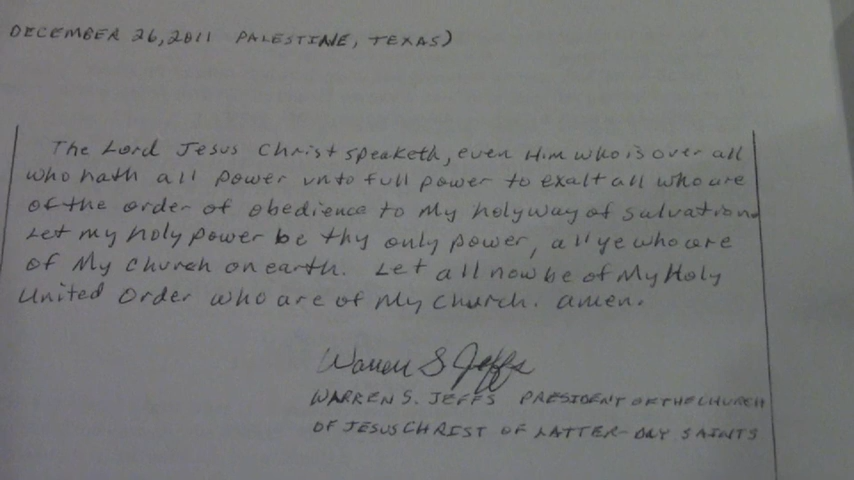 DECEMBER 26, 2011 PALESTINE, TEXAS)
The Lord Jesus Christ speaketh, even Him who is over all
who hath all power unto full power to exalt all who are
of the order of obedience to My holy way of salvation.
Let my holy power be thy only power, all ye who are
of My Church on earth. Let all now be of My Holy
United Order who are of My Church. Amen.
Warren S Jeffs
WARREN S. JEFFS PRESIDENT OF THE CHURCH
OF JESUS CHRIST OF LATTER-DAY SAINTS